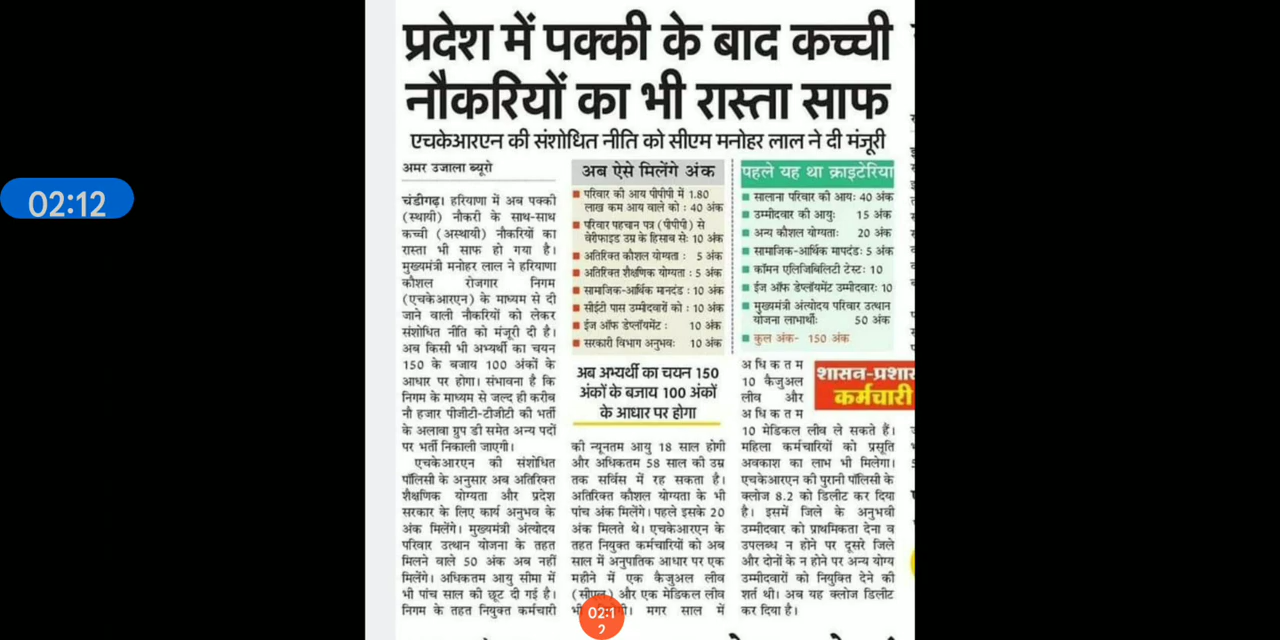 02:12
प्रदेश में पक्की के बाद कच्ची
नौकरियों का भी रास्ता साफ
एचकेआरएन की संशोधित नीति को सीएम मनोहर लाल ने दी मंजूरी
अमर उजाला ब्यूरो
चंडीगढ़। हरियाणा में अब पक्की
(स्थायी) नौकरी के साथ-साथ
कच्ची (अस्थायी) नौकरियों का
रास्ता भी साफ हो गया है।
मुख्यमंत्री मनोहर लाल ने हरियाणा
कौशल रोजगार निगम
(एचकेआरएन) के माध्यम से दी
जाने वाली नौकरियों को लेकर
संशोधित नीति को मंजूरी दी है।
अब किसी भी अभ्यर्थी का चयन
150 के बजाय 100 अंकों के
आधार पर होगा। संभावना है कि
निगम के माध्यम से जल्द ही करीब
नौ हजार पीजीटी-टीजीटी की भर्ती
के अलावा ग्रुप डी समेत अन्य पदों
पर भर्ती निकाली जाएगी।
एचकेआरएन की संशोधित
पॉलिसी के अनुसार अब अतिरिक्त
शैक्षणिक योग्यता और प्रदेश
सरकार के लिए कार्य अनुभव के
अंक मिलेंगे। मुख्यमंत्री अंत्योदय
परिवार उत्थान योजना के तहत
मिलने वाले 50 अंक अब नहीं
मिलेंगे। अधिकतम आयु सीमा में
भी पांच साल की छूट दी गई है।
निगम के तहत नियुक्त कर्मचारी
अब ऐसे मिलेंगे अंक
परिवार की आय पीपीपी में 1.80
लाख कम आय वाले को : 40 अंक
परिवार पहचान पत्र (पीपीपी) से
वेरीफाइड उम्र के हिसाब से: 10 अंक
अतिरिक्त कौशल योग्यता : 5 अंक
अतिरिक्त शैक्षणिक योग्यता : 5 अंक
सामाजिक-आर्थिक मानदंड : 10 अंक
सीईटी पास उम्मीदवारों को : 10 अंक
ईज ऑफ डेप्लॉयमेंट : 10 अंक
सरकारी विभाग अनुभवः 10 अंक
अब अभ्यर्थी का चयन 150
अंकों के बजाय 100 अंकों
के आधार पर होगा
की न्यूनतम आयु 18 साल होगी
और अधिकतम 58 साल की उम्र
तक सर्विस में रह सकता है।
अतिरिक्त कौशल योग्यता के भी
पांच अंक मिलेंगे। पहले इसके 20
अंक मिलते थे। एचकेआरएन के
तहत नियुक्त कर्मचारियों को अब
साल में अनुपातिक आधार पर एक
महीने में एक कैजुअल लीव
(सीएल) और एक मेडिकल लीव
भी मगर साल में
02:12
पहले यह था क्राइटेरिया
सालाना परिवार की आयः 40 अंक
उम्मीदवार की आयुः 15 अंक
अन्य कौशल योग्यताः 20 अंक
सामाजिक-आर्थिक मापदंडः 5 अंक
कॉमन एलिजिबिलिटी टेस्टः 10
ईज ऑफ डेप्लॉयमेंट उम्मीदवारः 10
मुख्यमंत्री अंत्योदय परिवार उत्थान
योजना लाभार्थीः 50 अंक
कुल अंक- 150 अंक
अधिकतम
10 कैजुअल
लीव और
अधिकतम
शासन-प्रशास
कर्मचारी
10 मेडिकल लीव ले सकते हैं।
महिला कर्मचारियों को प्रसूति
अवकाश का लाभ भी मिलेगा।
एचकेआरएन की पुरानी पॉलिसी के
क्लोज 8.2 को डिलीट कर दिया
है। इसमें जिले के अनुभवी
उम्मीदवार को प्राथमिकता देना व
उपलब्ध न होने पर दूसरे जिले
और दोनों के न होने पर अन्य योग्य
उम्मीदवारों को नियुक्ति देने की
शर्त थी। अब यह क्लोज डिलीट
कर दिया है।